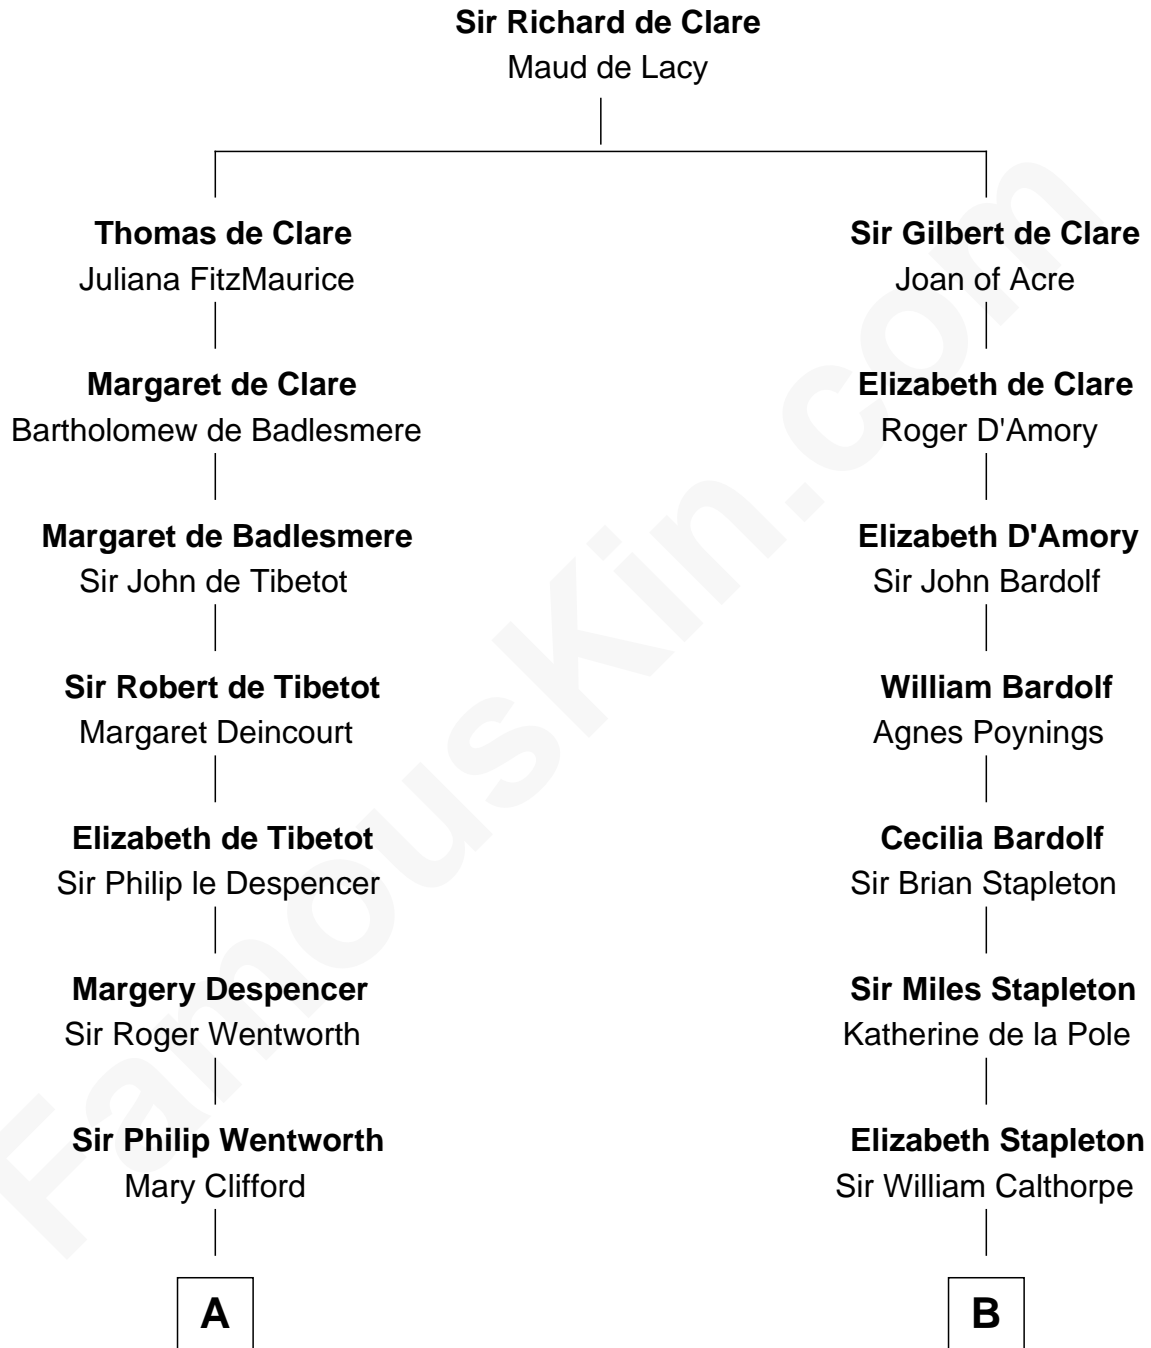 Sir Richard de Clare
Maud de Lacy
Thomas de Clare
Juliana FitzMaurice
Sir Gilbert de Clare
Joan of Acre
Margaret de Clare
Bartholomew de Badlesmere
Elizabeth de Clare
Roger D'Amory
Margaret de Badlesmere
Sir John de Tibetot
Elizabeth D'Amory
Sir John Bardolf
Sir Robert de Tibetot
Margaret Deincourt
William Bardolf
Agnes Poynings
Elizabeth de Tibetot
Sir Philip le Despencer
Cecilia Bardolf
Sir Brian Stapleton
Margery Despencer
Sir Roger Wentworth
Sir Miles Stapleton
Katherine de la Pole
Sir Philip Wentworth
Mary Clifford
Elizabeth Stapleton
Sir William Calthorpe
A
B
FamousKin.com